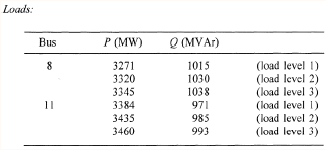 Loads:
Bus P (MW) Q (MVAr)
8 3271 1015 (load level 1)
3320 1030 (load level 2)
3345 1038 (load level 3)
11 3384 971 (load level 1)
3435 985 (load level 2)
3460 993 (load level 3)